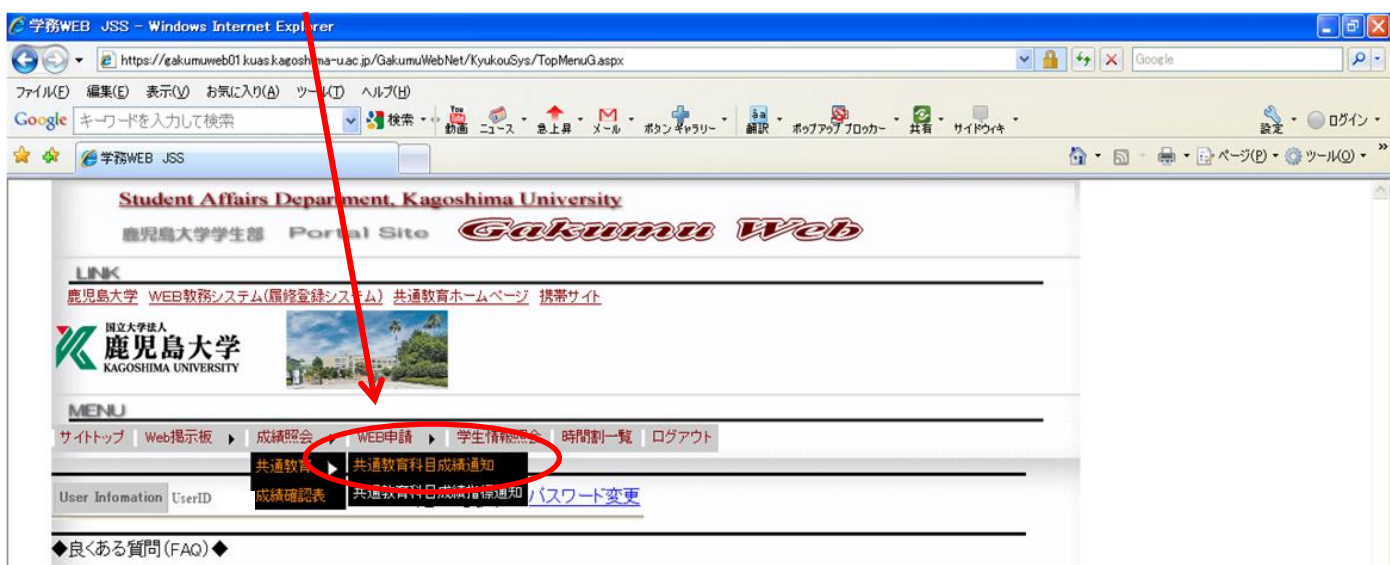 学務WEB JSS - Windows Internet Explorer
https://gakumuweb01.kuas.kagoshima-u.ac.jp/GakumuWebNet/KyukouSys/TopMenuG.aspx
Google
ファイル(F) 編集(E) 表示(V) お気に入り(A) ツール(T) ヘルプ(H)
Google キーワードを入力して検索 検索 You 動画 ニュース 急上昇 メール ボタン ギャラリー 翻訳 ポップアップ ブロッカー 共有 サイドウィキ 設定 ログイン
学務WEB JSS ページ(P) ツール(O)
Student Affairs Department, Kagoshima University
鹿児島大学学生部 Portal Site Gakumu Web
LINK
鹿児島大学 WEB教務システム(履修登録システム) 共通教育ホームページ 携帯サイト
国立大学法人
鹿児島大学
KAGOSHIMA UNIVERSITY
MENU
サイトトップ Web掲示板 成績照会 WEB申請 学生情報照会 時間割一覧 ログアウト
共通教育 共通教育科目成績通知
User Infomation UserID 成績確認表 共通教育科目成績指標通知 パスワード変更
◆良くある質問(FAQ)◆